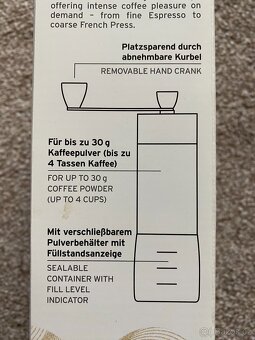 offering intense coffee pleasure on
demand – from fine Espresso to
coarse French Press.
Platzsparend durch
abnehmbare Kurbel
REMOVABLE HAND CRANK
Für bis zu 30 g
Kaffeepulver (bis zu
4 Tassen Kaffee)
FOR UP TO 30 g
COFFEE POWDER
(UP TO 4 CUPS)
Mit verschließbarem
Pulverbehälter mit
Füllstandsanzeige
SEALABLE
CONTAINER WITH
FILL LEVEL
INDICATOR